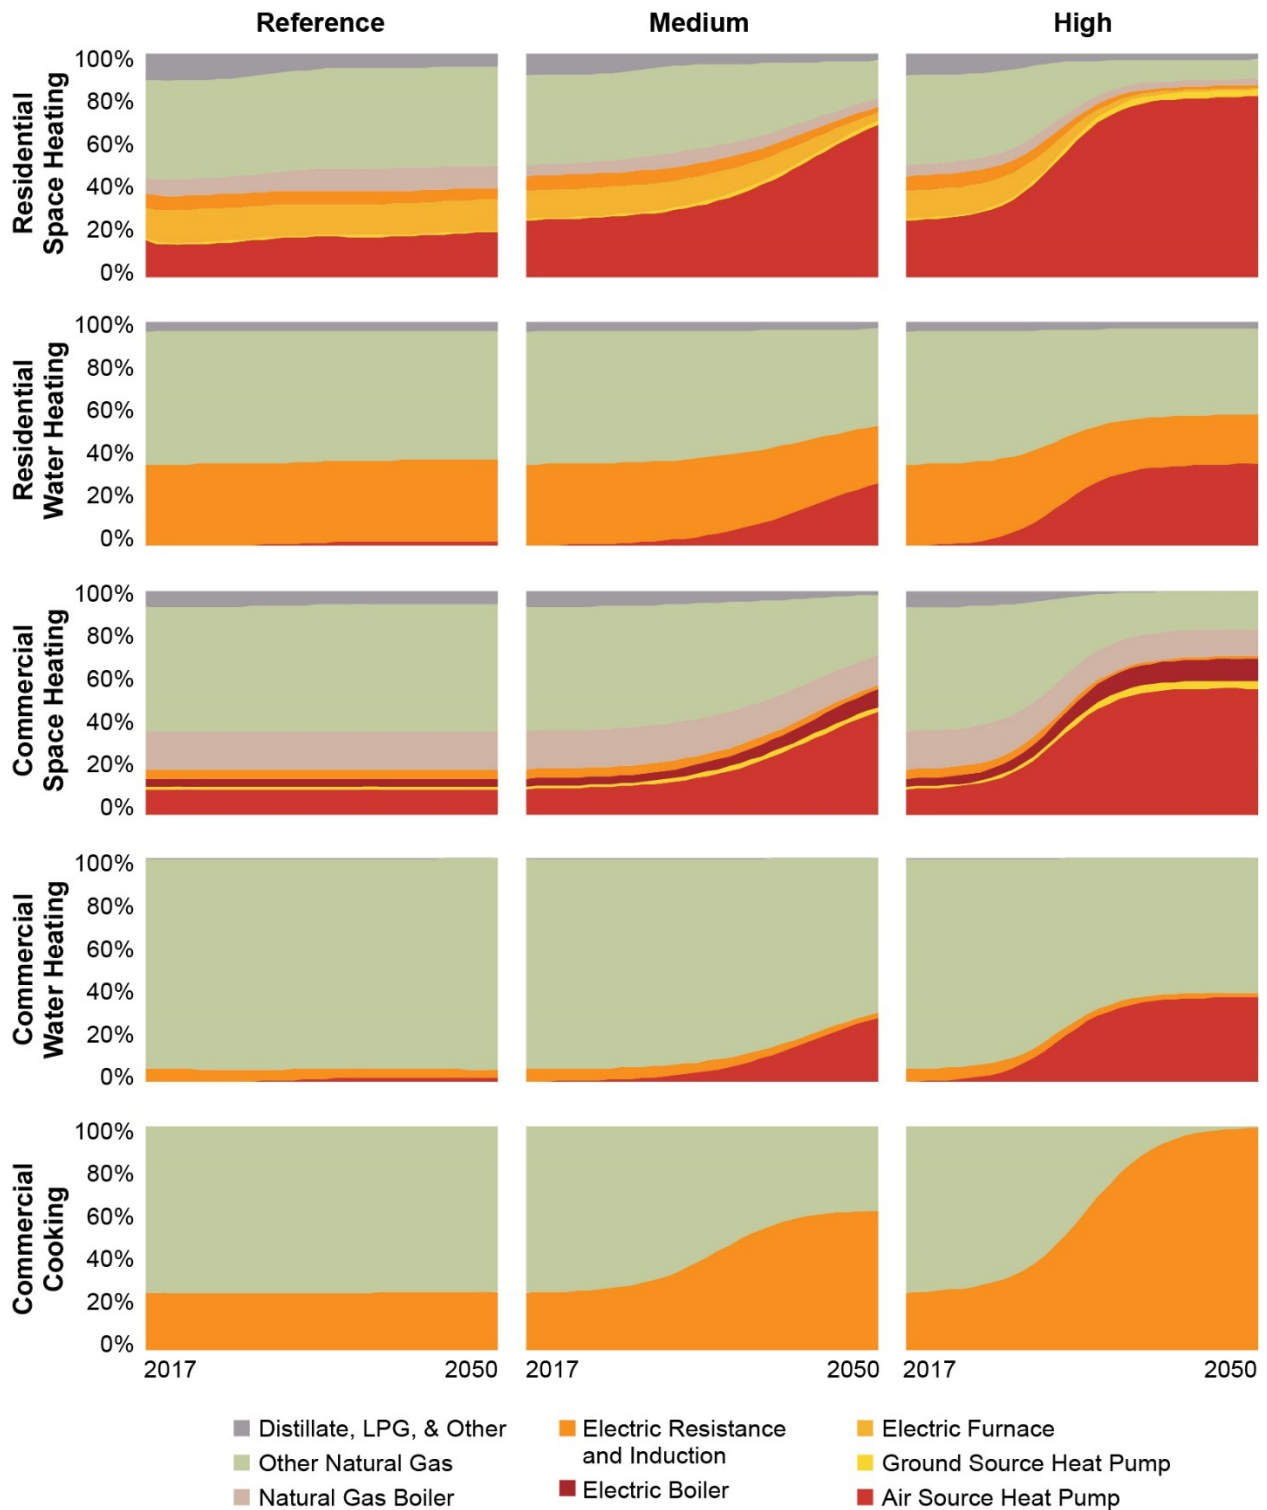 Reference
Medium
High
Residential
Space Heating
100%
80%
60%
40%
20%
0%
Residential
Water Heating
100%
80%
60%
40%
20%
0%
Commercial
Space Heating
100%
80%
60%
40%
20%
0%
Commercial
Water Heating
100%
80%
60%
40%
20%
0%
Commercial
Cooking
100%
80%
60%
40%
20%
0%
2017
2050
2017
2050
2017
2050
Distillate, LPG, & Other
Other Natural Gas
Natural Gas Boiler
Electric Resistance
and Induction
Electric Boiler
Electric Furnace
Ground Source Heat Pump
Air Source Heat Pump